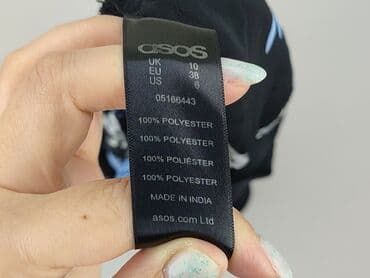 asos
UK 10
EU 38
US 6
05166443
100% POLYESTER
100% POLYESTER
100% POLIÉSTER
100% POLYESTER
MADE IN INDIA
asos.com Ltd